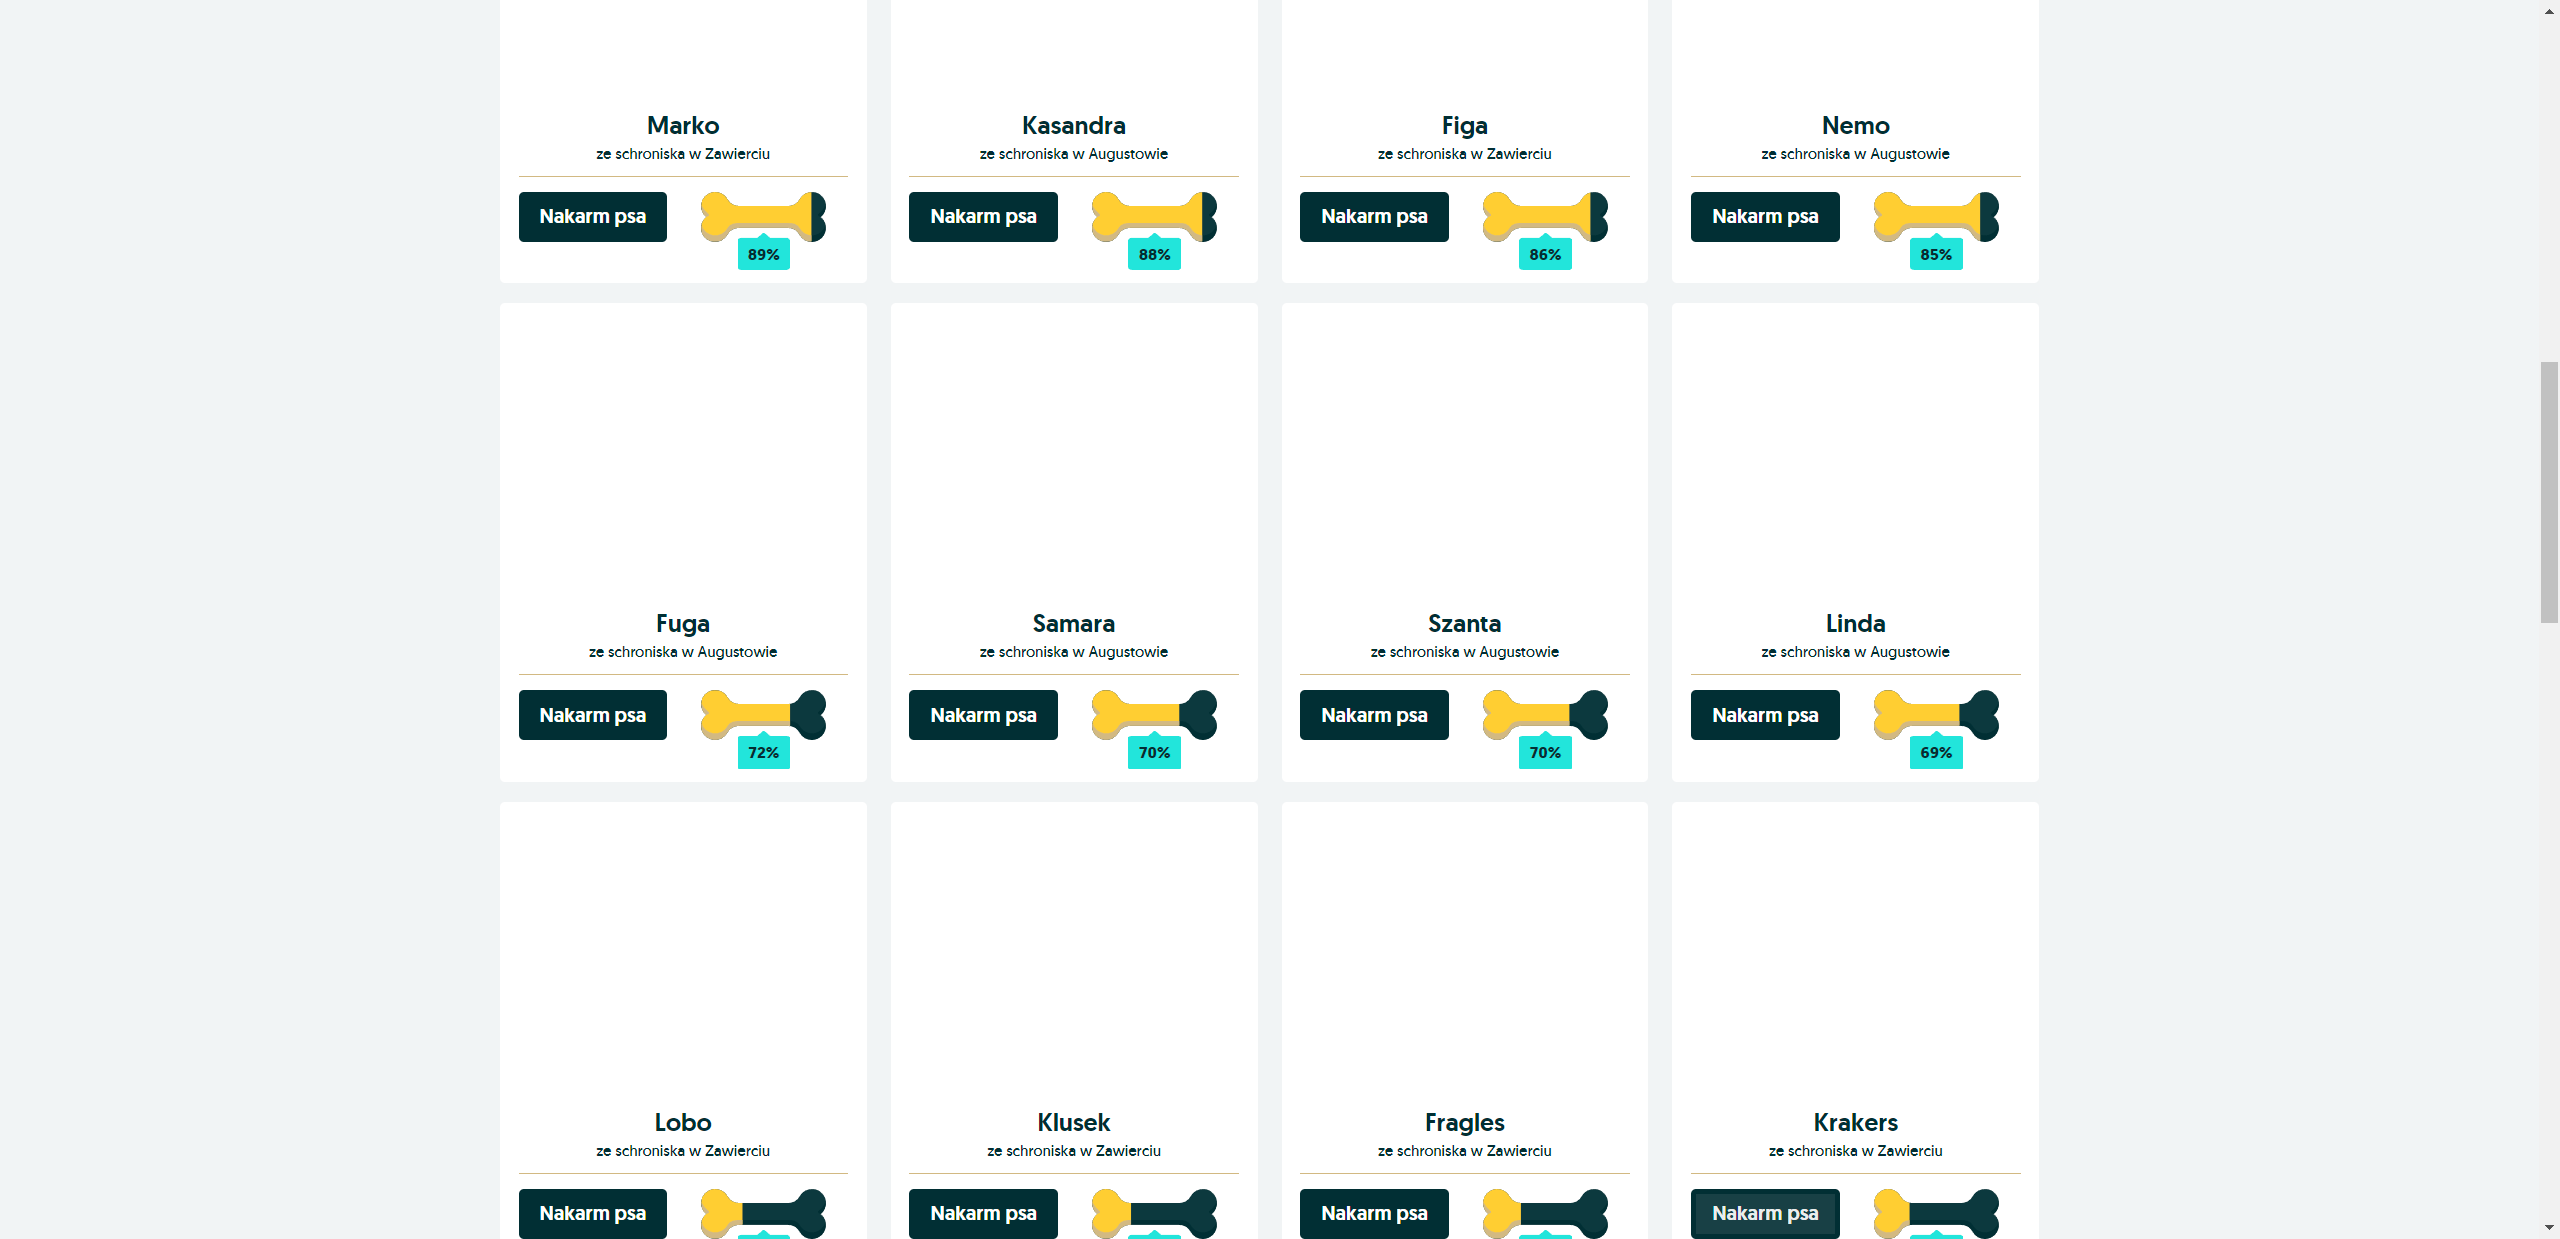 Marko
ze schroniska w Zawierciu
Nakarm psa
89%
Kasandra
ze schroniska w Augustowie
Nakarm psa
88%
Figa
ze schroniska w Zawierciu
Nakarm psa
86%
Nemo
ze schroniska w Augustowie
Nakarm psa
85%
Fuga
ze schroniska w Augustowie
Nakarm psa
72%
Samara
ze schroniska w Augustowie
Nakarm psa
70%
Szanta
ze schroniska w Augustowie
Nakarm psa
70%
Linda
ze schroniska w Augustowie
Nakarm psa
69%
Lobo
ze schroniska w Zawierciu
Nakarm psa
Klusek
ze schroniska w Zawierciu
Nakarm psa
Fragles
ze schroniska w Zawierciu
Nakarm psa
Krakers
ze schroniska w Zawierciu
Nakarm psa